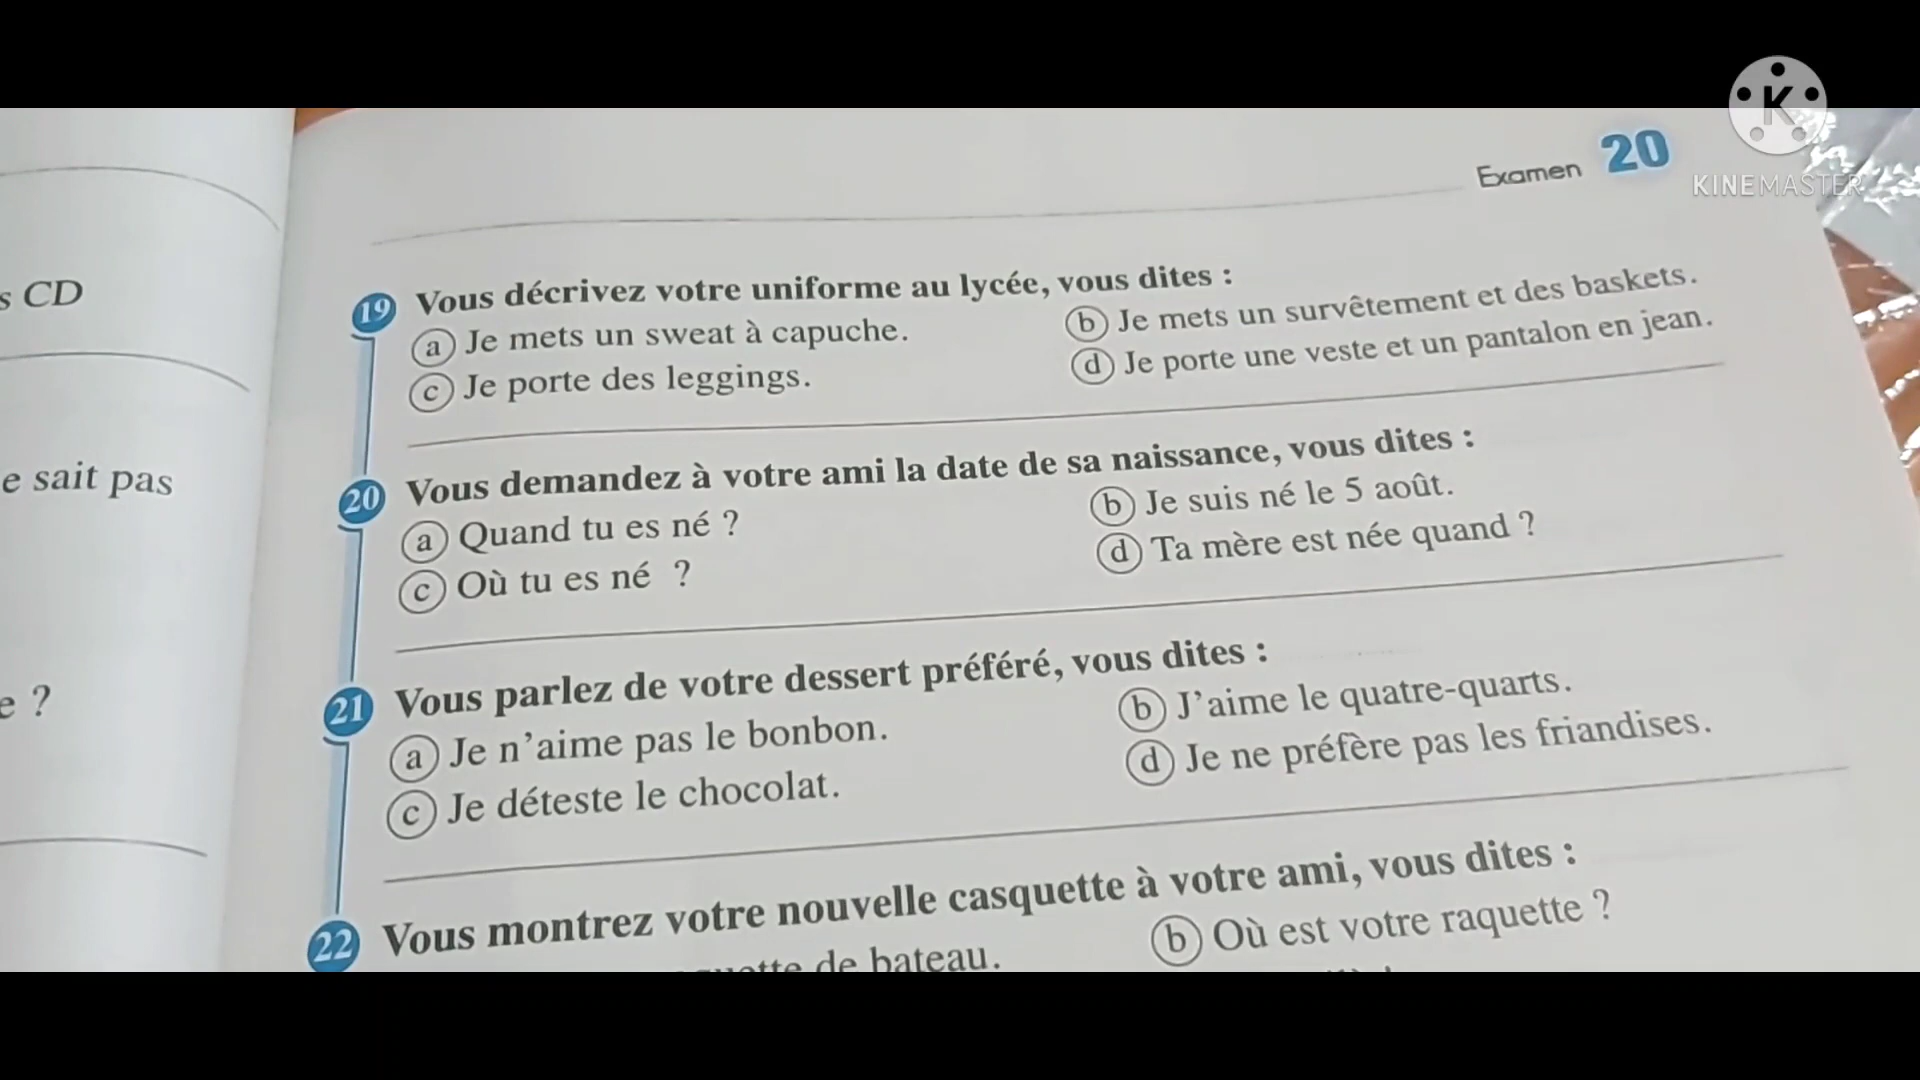 KINEMASTER
Examen 20
s CD
e sait pas
e ?
19 Vous décrivez votre uniforme au lycée, vous dites :
a Je mets un sweat à capuche.
b Je mets un survêtement et des baskets.
c Je porte des leggings.
d Je porte une veste et un pantalon en jean.
20 Vous demandez à votre ami la date de sa naissance, vous dites :
a Quand tu es né ?
b Je suis né le 5 août.
c Où tu es né ?
d Ta mère est née quand ?
21 Vous parlez de votre dessert préféré, vous dites :
a Je n'aime pas le bonbon.
b J'aime le quatre-quarts.
c Je déteste le chocolat.
d Je ne préfère pas les friandises.
22 Vous montrez votre nouvelle casquette à votre ami, vous dites :
de bateau.
b Où est votre raquette ?